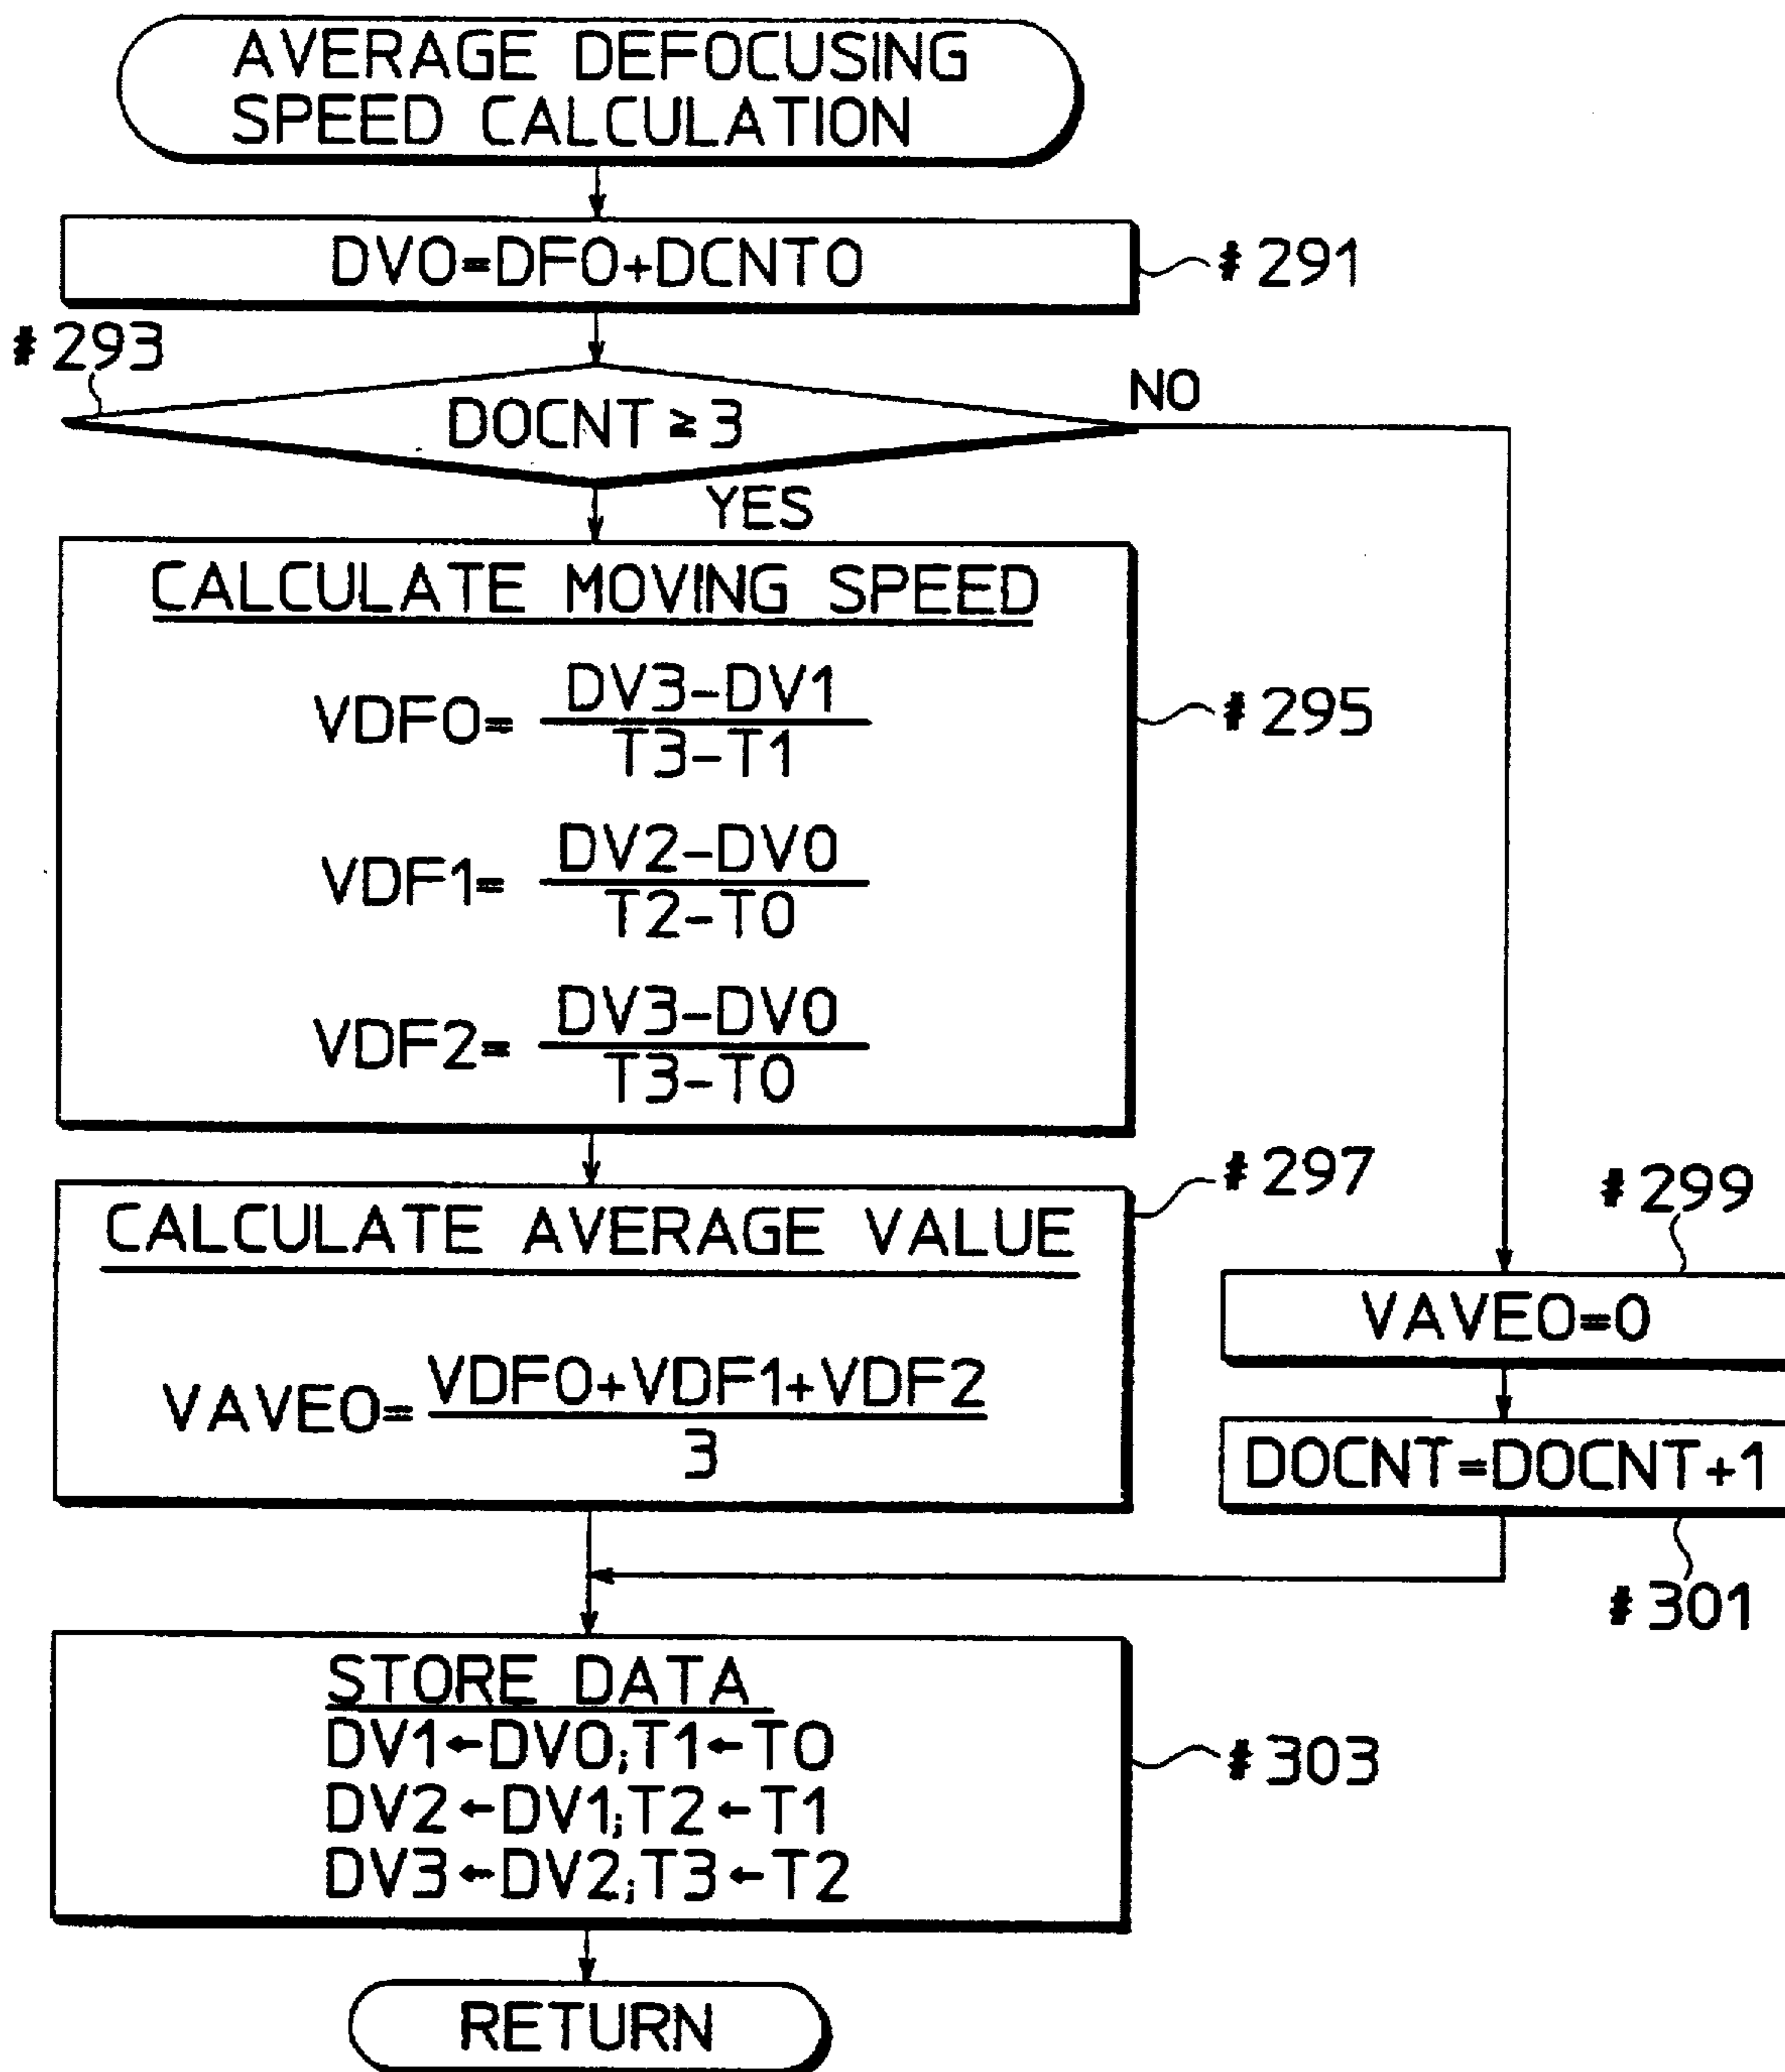 AVERAGE DEFOCUSING
SPEED CALCULATION
DV0=DF0+DCNT0
#291
#293
DOCNT≥3
NO
YES
CALCULATE MOVING SPEED
VDF0=
DV3-DV1
T3-T1
#295
VDF1=
DV2-DV0
T2-T0
VDF2=
DV3-DV0
T3-T0
#297
CALCULATE AVERAGE VALUE
VAVE0=
VDF0+VDF1+VDF2
3
#299
VAVE0=0
DOCNT=DOCNT+1
#301
STORE DATA
DV1←DV0;T1←T0
DV2←DV1;T2←T1
DV3←DV2;T3←T2
#303
RETURN